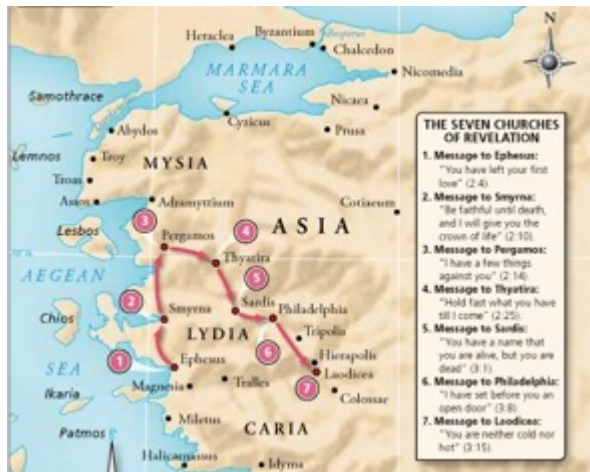 Heraclea
Byzantium
Bosporus
Chalcedon
N
MARMARA
SEA
Nicomedia
Samothrace
Nicaea
Cyzicus
Abydos
Prusa
Lemnos
Troy
MYSIA
Troas
Assos
Adramyttium
Cotiaeum
Lesbos
3
4
ASIA
Pergamos
Thyatira
AEGEAN
5
2
Sardis
Philadelphia
Chios
Smyrna
LYDIA
Tripolis
6
1
Ephesus
Hierapolis
SEA
Laodicea
7
Magnesia
Tralles
Colossae
Ikaria
Miletus
CARIA
Patmos
Halicarnassus
Idyma
THE SEVEN CHURCHES
OF REVELATION
1. Message to Ephesus:
"You have left your first
love" (2:4).
2. Message to Smyrna:
"Be faithful until death,
and I will give you the
crown of life" (2:10).
3. Message to Pergamos:
"I have a few things
against you" (2:14).
4. Message to Thyatira:
"Hold fast what you have
till I come" (2:25).
5. Message to Sardis:
"You have a name that
you are alive, but you are
dead" (3:1).
6. Message to Philadelphia:
"I have set before you an
open door" (3:8).
7. Message to Laodicea:
"You are neither cold nor
hot" (3:15).